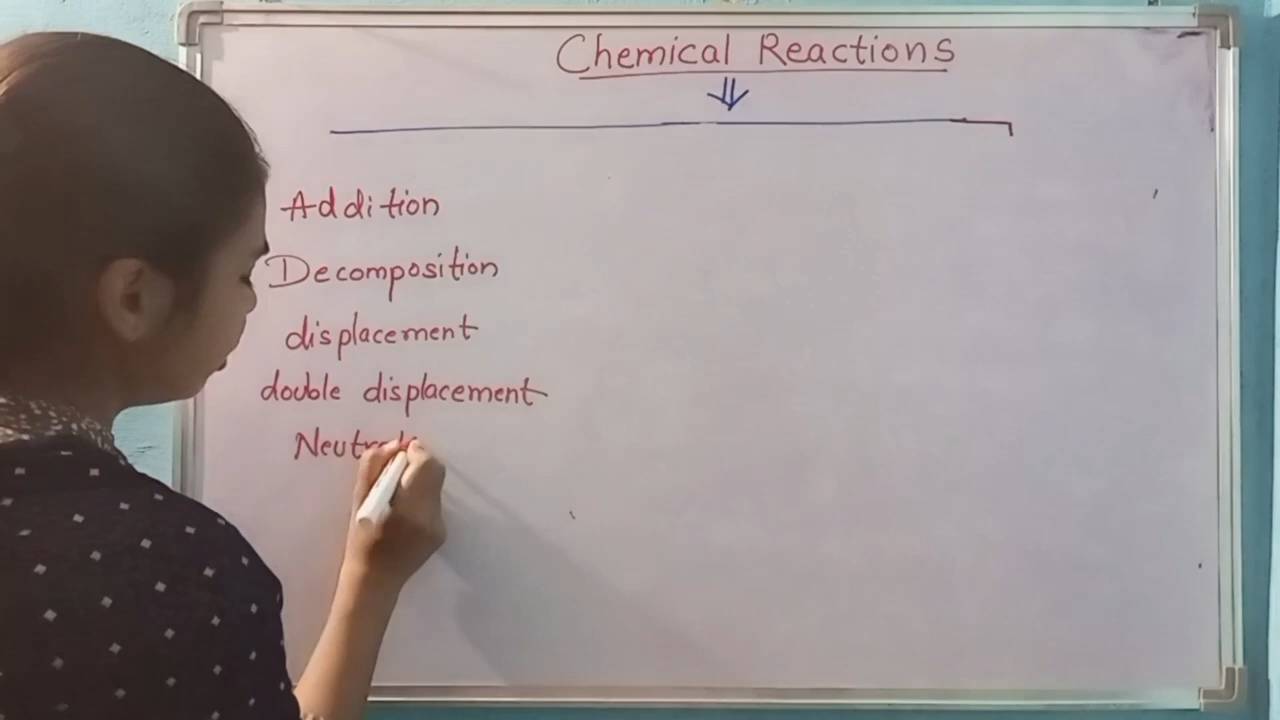 Chemical Reactions
Addition
Decomposition
displacement
double displacement